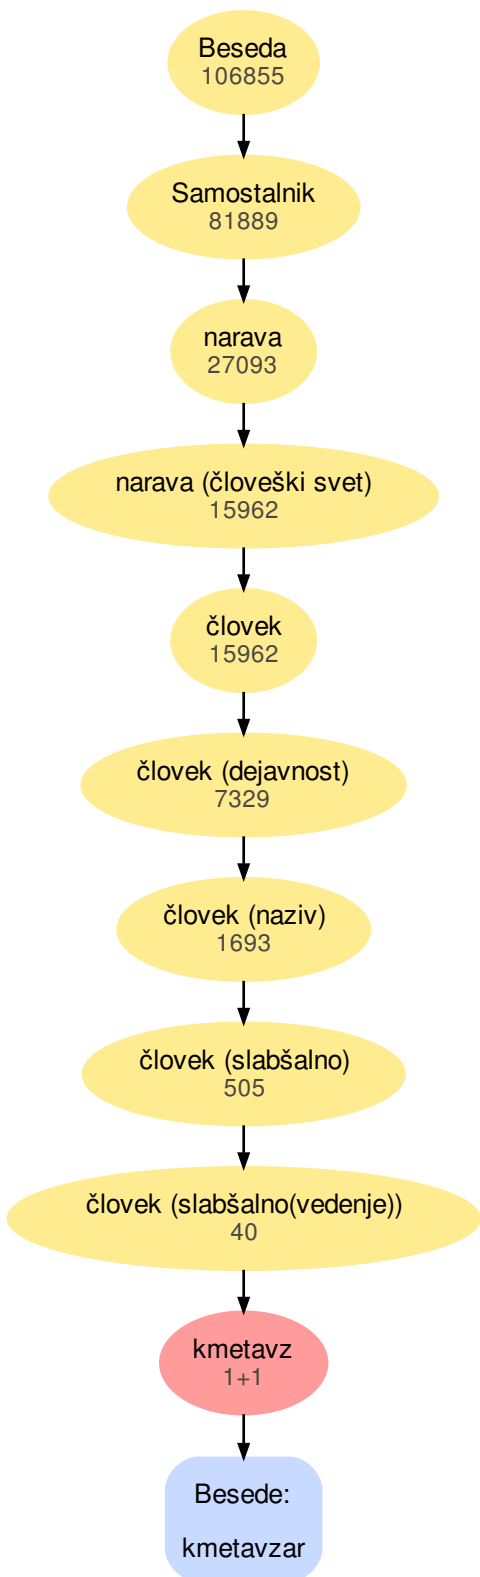 Beseda
106855
Samostalnik
81889
narava
27093
narava (človeški svet)
15962
človek
15962
človek (dejavnost)
7329
človek (naziv)
1693
človek (slabšalno)
505
človek (slabšalno(vedenje))
40
kmetavz
1+1
Besede:
kmetavzar